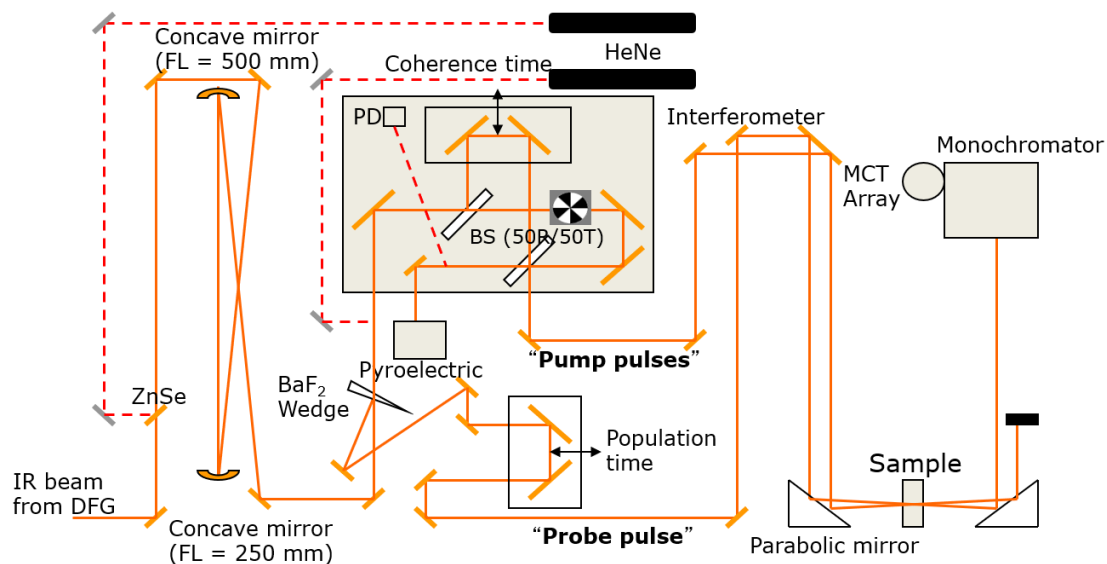 Concave mirror
(FL = 500 mm)
HeNe
Coherence time
PD
Interferometer
Monochromator
MCT
Array
BS (50R/50T)
“Pump pulses”
Pyroelectric
ZnSe
BaF₂
Wedge
Population
time
IR beam
from DFG
Sample
Concave mirror
(FL = 250 mm)
“Probe pulse”
Parabolic mirror